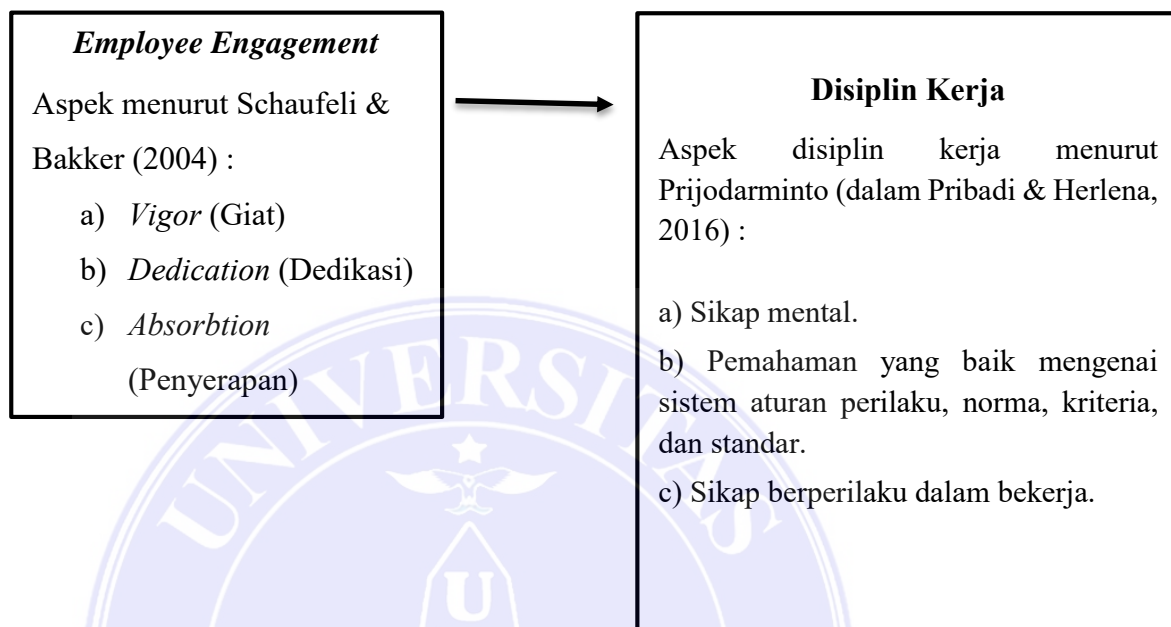 Employee Engagement
Aspek menurut Schaufeli &
Bakker (2004) :
a) Vigor (Giat)
b) Dedication (Dedikasi)
c) Absorbtion
(Penyerapan)
Disiplin Kerja
Aspek disiplin kerja menurut
Prijodarminto (dalam Pribadi & Herlena,
2016) :
a) Sikap mental.
b) Pemahaman yang baik mengenai
sistem aturan perilaku, norma, kriteria,
dan standar.
c) Sikap berperilaku dalam bekerja.
UNIVERSITAS
U